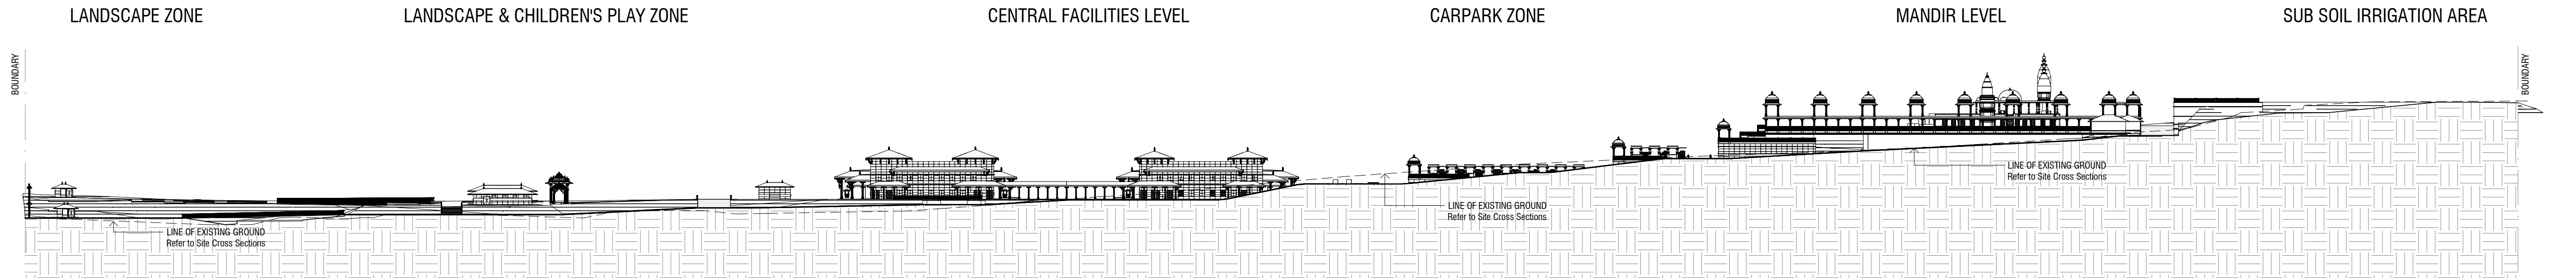 LANDSCAPE ZONE
LANDSCAPE & CHILDREN'S PLAY ZONE
CENTRAL FACILITIES LEVEL
CARPARK ZONE
MANDIR LEVEL
SUB SOIL IRRIGATION AREA
BOUNDARY
BOUNDARY
LINE OF EXISTING GROUND
Refer to Site Cross Sections
LINE OF EXISTING GROUND
Refer to Site Cross Sections
LINE OF EXISTING GROUND
Refer to Site Cross Sections